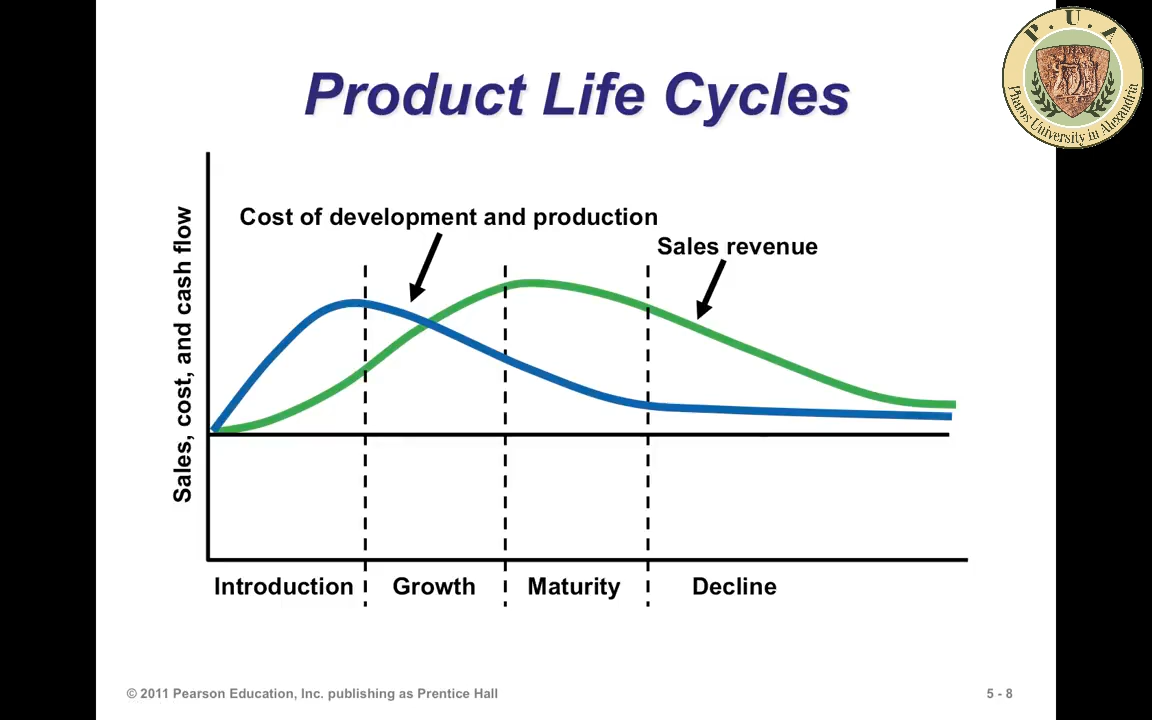 Product Life Cycles
P. U. A
Pharos University in Alexandria
Cost of development and production
Sales revenue
Sales, cost, and cash flow
Introduction
Growth
Maturity
Decline
© 2011 Pearson Education, Inc. publishing as Prentice Hall
5 - 8